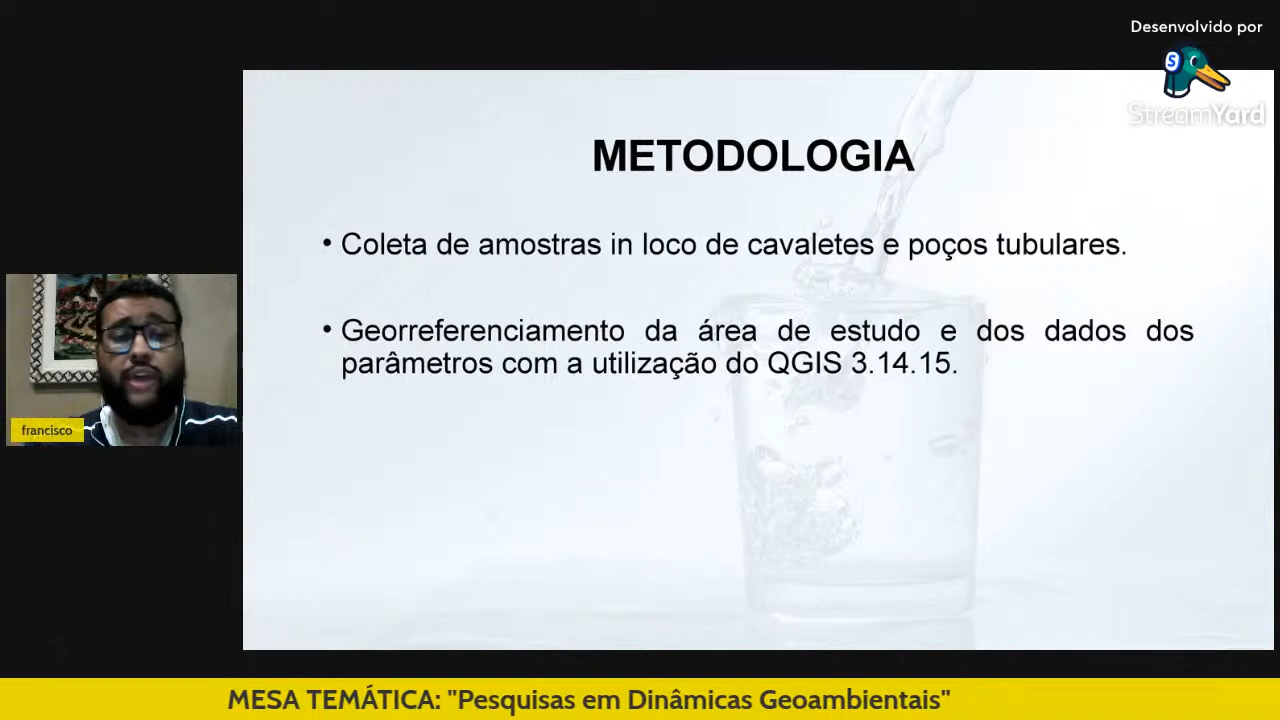 Desenvolvido por
StreamYard
METODOLOGIA
• Coleta de amostras in loco de cavaletes e poços tubulares.
• Georreferenciamento da área de estudo e dos dados dos
parâmetros com a utilização do QGIS 3.14.15.
francisco
MESA TEMÁTICA: "Pesquisas em Dinâmicas Geoambientais"